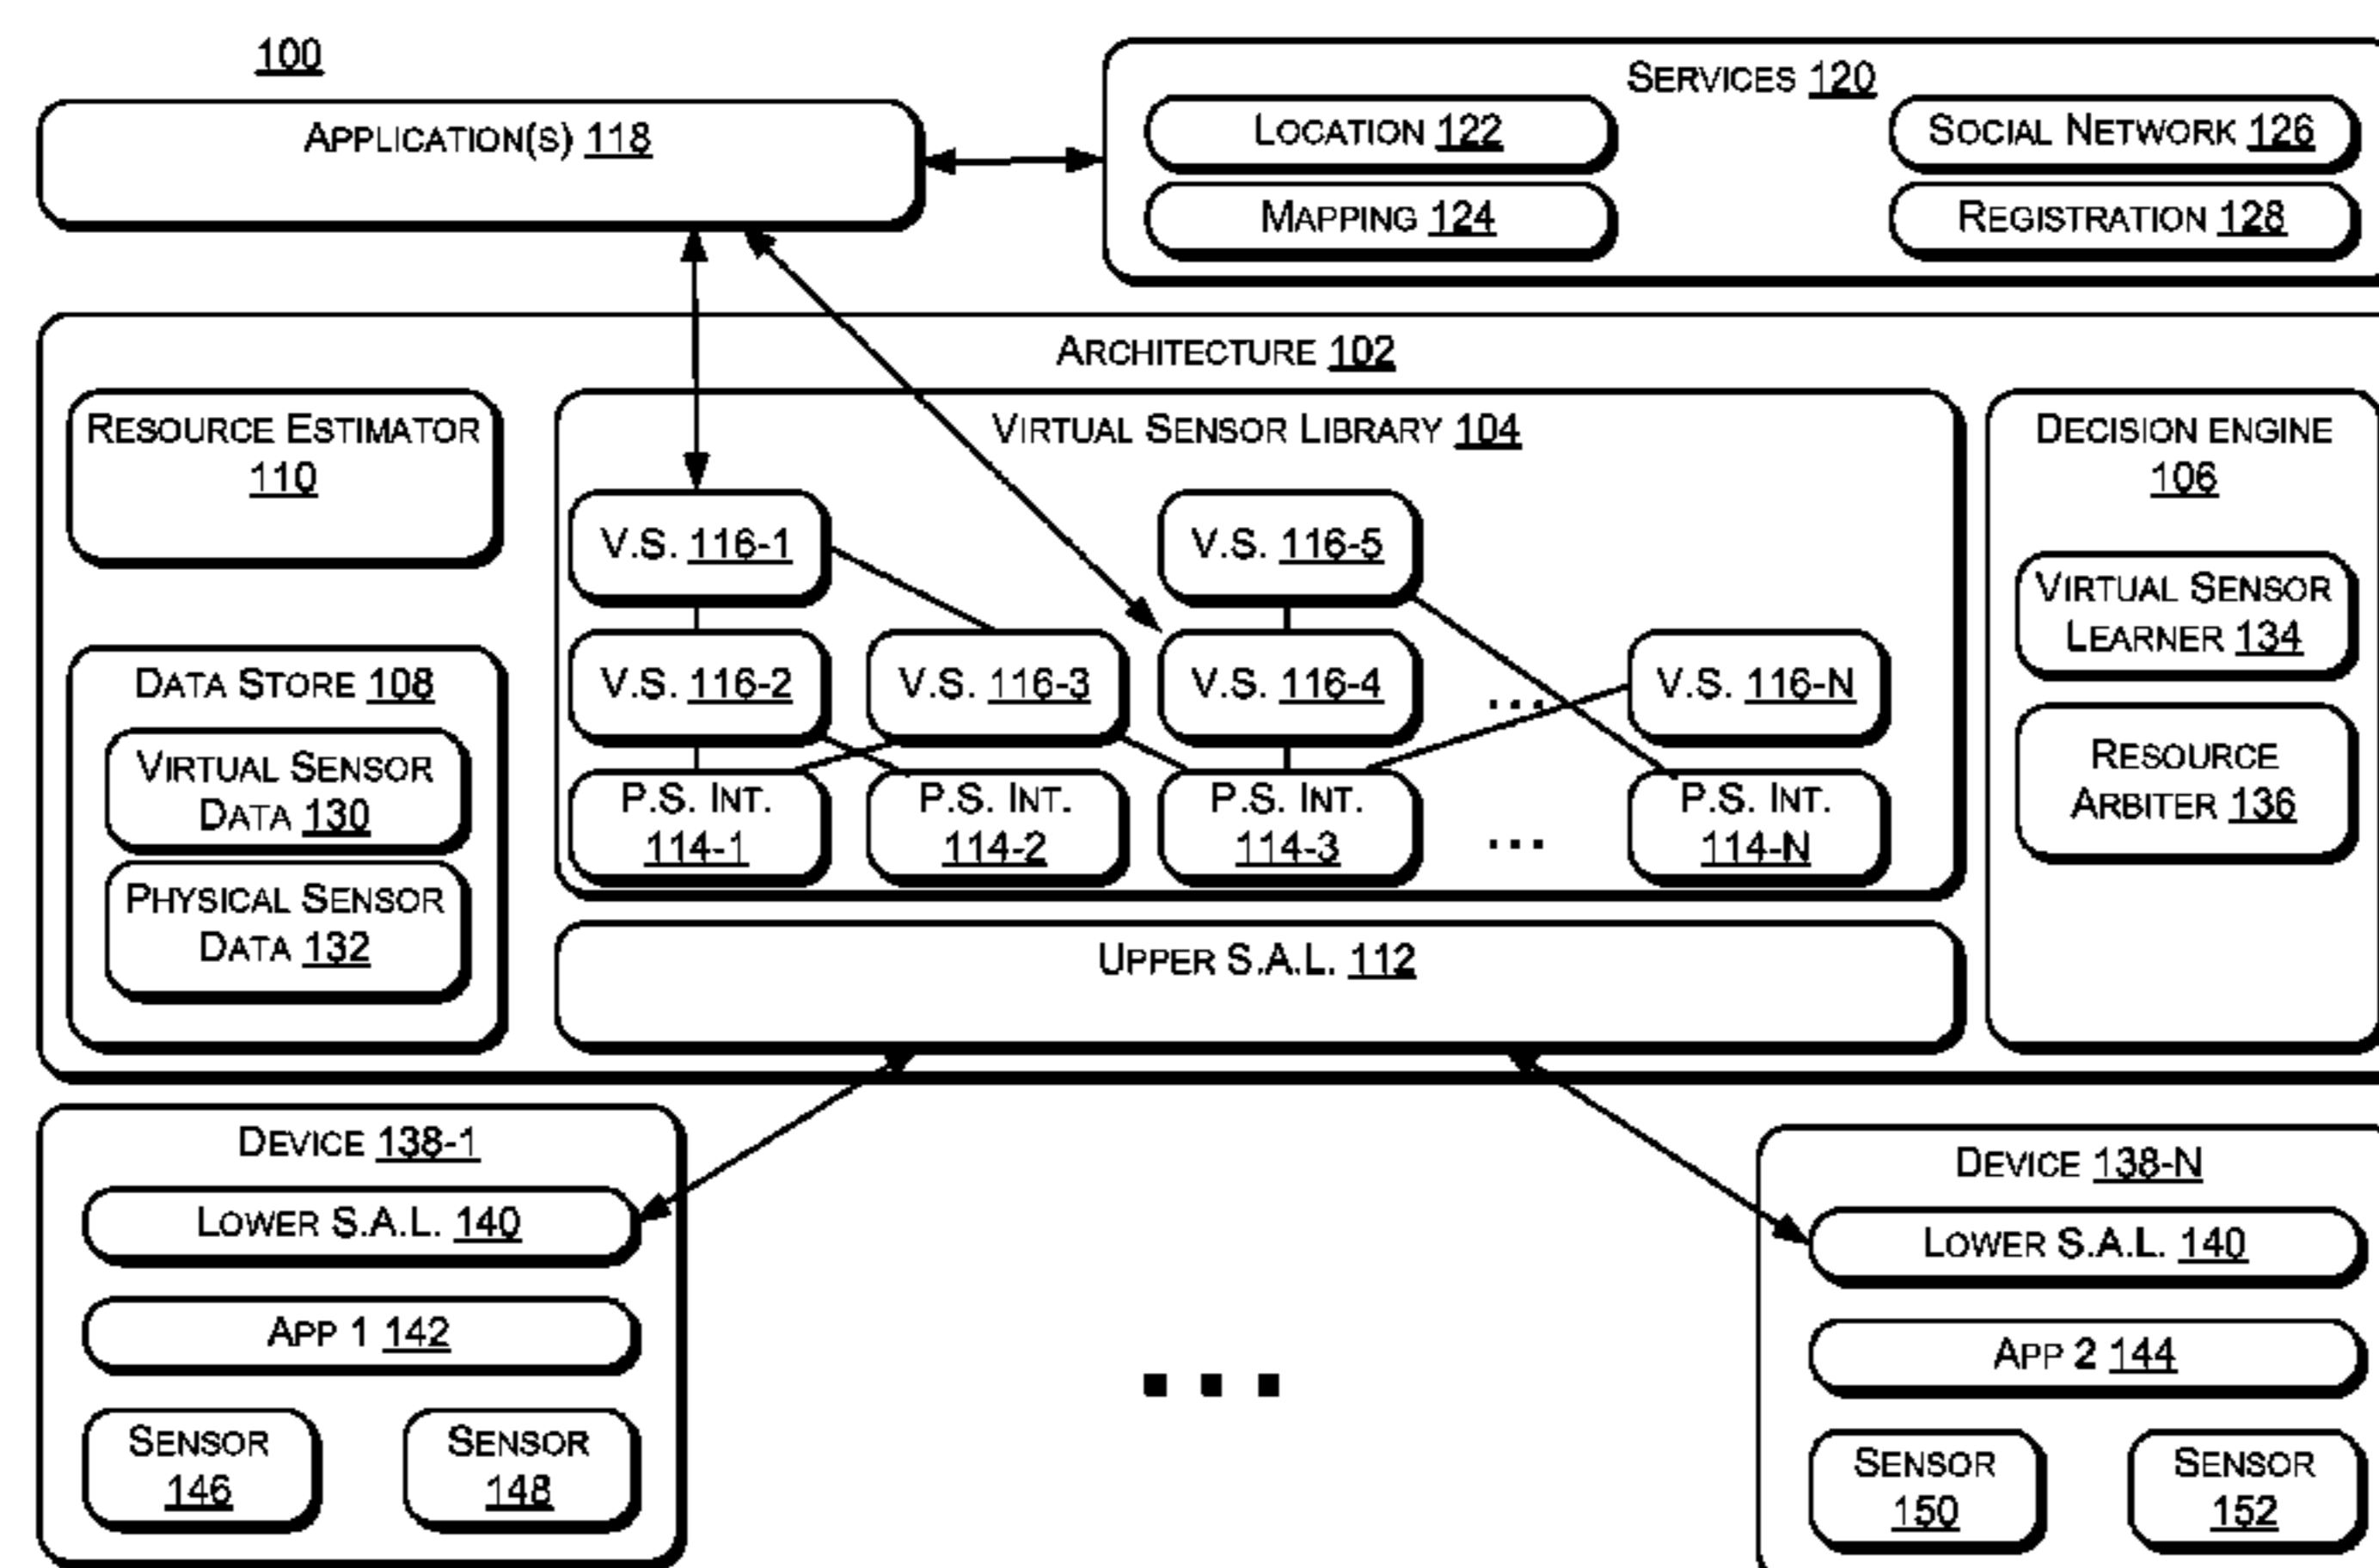 100
APPLICATION(S) 118
SERVICES 120
LOCATION 122
SOCIAL NETWORK 126
MAPPING 124
REGISTRATION 128
ARCHITECTURE 102
RESOURCE ESTIMATOR
110
DATA STORE 108
VIRTUAL SENSOR
DATA 130
PHYSICAL SENSOR
DATA 132
VIRTUAL SENSOR LIBRARY 104
V.S. 116-1
V.S. 116-5
V.S. 116-2
V.S. 116-3
V.S. 116-4
...
V.S. 116-N
P.S. INT.
114-1
P.S. INT.
114-2
P.S. INT.
114-3
...
P.S. INT.
114-N
UPPER S.A.L. 112
DECISION ENGINE
106
VIRTUAL SENSOR
LEARNER 134
RESOURCE
ARBITER 136
DEVICE 138-1
LOWER S.A.L. 140
APP 1 142
SENSOR
146
SENSOR
148
...
DEVICE 138-N
LOWER S.A.L. 140
APP 2 144
SENSOR
150
SENSOR
152